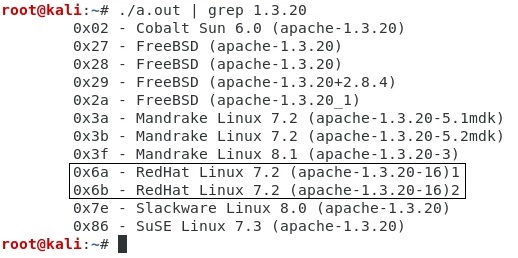 root@kali:~# ./a.out | grep 1.3.20
0x02 - Cobalt Sun 6.0 (apache-1.3.20)
0x27 - FreeBSD (apache-1.3.20)
0x28 - FreeBSD (apache-1.3.20)
0x29 - FreeBSD (apache-1.3.20+2.8.4)
0x2a - FreeBSD (apache-1.3.20_1)
0x3a - Mandrake Linux 7.2 (apache-1.3.20-5.1mdk)
0x3b - Mandrake Linux 7.2 (apache-1.3.20-5.2mdk)
0x3f - Mandrake Linux 8.1 (apache-1.3.20-3)
0x6a - RedHat Linux 7.2 (apache-1.3.20-16)1
0x6b - RedHat Linux 7.2 (apache-1.3.20-16)2
0x7e - Slackware Linux 8.0 (apache-1.3.20)
0x86 - SuSE Linux 7.3 (apache-1.3.20)
root@kali:~#